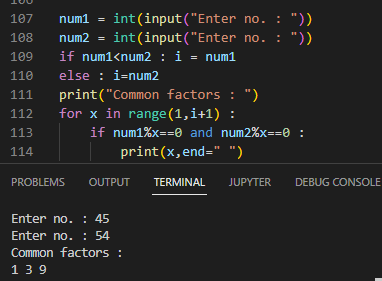 107 num1 = int(input("Enter no. : "))
108 num2 = int(input("Enter no. : "))
109 if num1<num2 : i = num1
110 else : i=num2
111 print("Common factors : ")
112 for x in range(1,i+1) :
113 if num1%x==0 and num2%x==0 :
114 print(x,end=" ")
PROBLEMS OUTPUT TERMINAL JUPYTER DEBUG CONSOLE
Enter no. : 45
Enter no. : 54
Common factors :
1 3 9